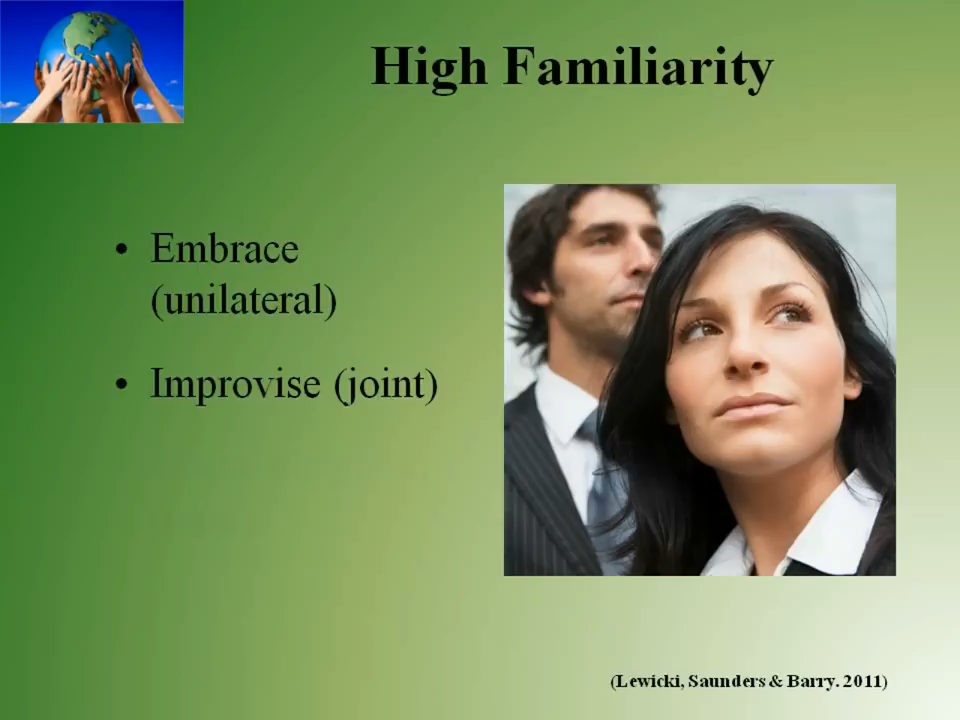 High Familiarity
• Embrace
(unilateral)
• Improvise (joint)
(Lewicki, Saunders & Barry. 2011)